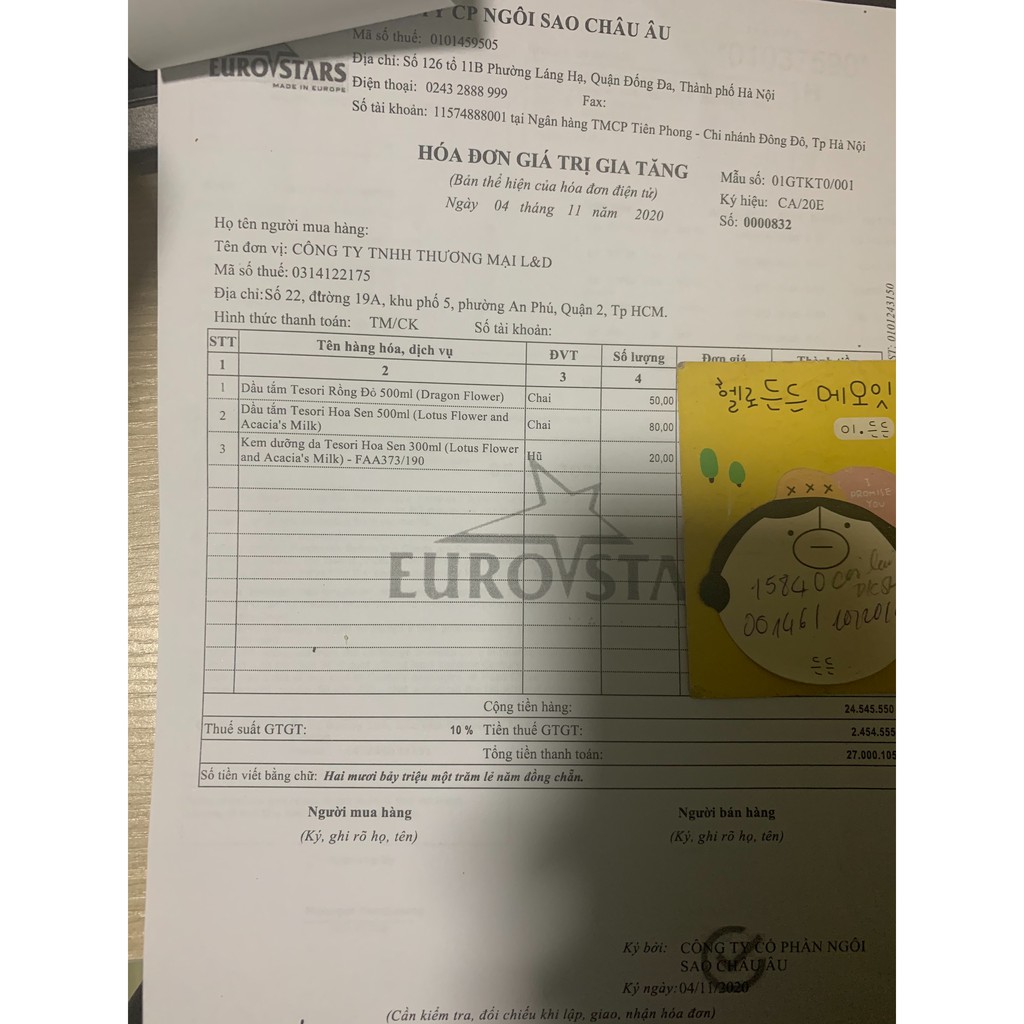 CP NGÔI SAO CHÂU ÂU
Mã số thuế: 0101459505
EUROSTARS
MADE IN EUROPE
Địa chỉ: Số 126 tổ 11B Phường Láng Hạ, Quận Đống Đa, Thành phố Hà Nội
Điện thoại: 0243 2888 999 Fax:
Số tài khoản: 11574888001 tại Ngân hàng TMCP Tiên Phong - Chi nhánh Đông Đô, Tp Hà Nội
HÓA ĐƠN GIÁ TRỊ GIA TĂNG
(Bản thể hiện của hóa đơn điện tử)
Ngày 04 tháng 11 năm 2020
Mẫu số: 01GTKT0/001
Ký hiệu: CA/20E
Số: 0000832
Họ tên người mua hàng:
Tên đơn vị: CÔNG TY TNHH THƯƠNG MẠI L&D
Mã số thuế: 0314122175
Địa chỉ:Số 22, đường 19A, khu phố 5, phường An Phú, Quận 2, Tp HCM.
Hình thức thanh toán: TM/CK Số tài khoản:
ST: 0101243150
STT Tên hàng hóa, dịch vụ ĐVT Số lượng Đơn giá
1 2 3 4
1 Dầu tắm Tesori Rồng Đỏ 500ml (Dragon Flower) Chai 50,00
2 Dầu tắm Tesori Hoa Sen 500ml (Lotus Flower and Acacia's Milk) Chai 80,00
3 Kem dưỡng da Tesori Hoa Sen 300ml (Lotus Flower and Acacia's Milk) - FAA373/190 Hũ 20,00
EUROSTA
헬로든든 메모잇
01.든든
I PROMISE YOU
15840
001461
든든
Cộng tiền hàng: 24.545.550
Thuế suất GTGT: 10 % Tiền thuế GTGT: 2.454.555
Tổng tiền thanh toán: 27.000.105
Số tiền viết bằng chữ: Hai mươi bảy triệu một trăm lẻ năm đồng chẵn.
Người mua hàng Người bán hàng
(Ký, ghi rõ họ, tên) (Ký, ghi rõ họ, tên)
Ký bởi: CÔNG TY CỔ PHẦN NGÔI
SAO CHÂU ÂU
Ký ngày: 04/11/2020
(Cần kiểm tra, đối chiếu khi lập, giao, nhận hóa đơn)